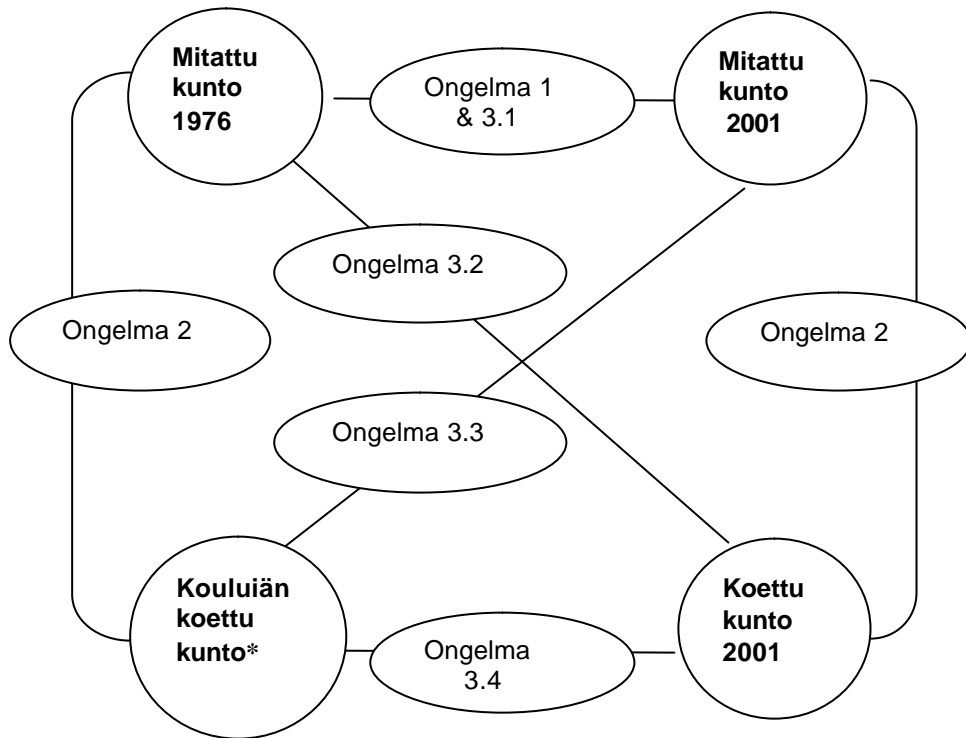 Mitattu
kunto
1976
Ongelma 1
& 3.1
Mitattu
kunto
2001
Ongelma 3.2
Ongelma 2
Ongelma 2
Ongelma 3.3
Kouluiän
koettu
kunto*
Ongelma
3.4
Koettu
kunto
2001